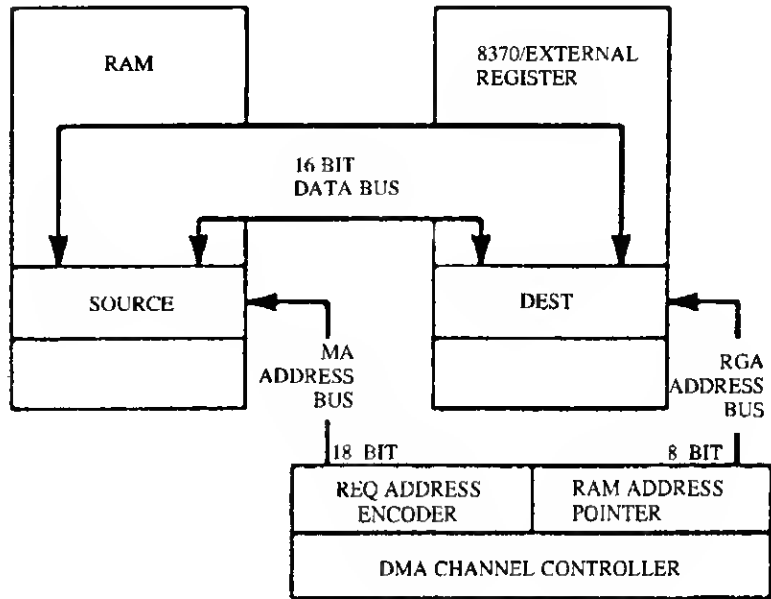 RAM
8370/EXTERNAL
REGISTER
16 BIT
DATA BUS
SOURCE
DEST
MA
ADDRESS
BUS
RGA
ADDRESS
BUS
18 BIT
8 BIT
REQ ADDRESS
ENCODER
RAM ADDRESS
POINTER
DMA CHANNEL CONTROLLER